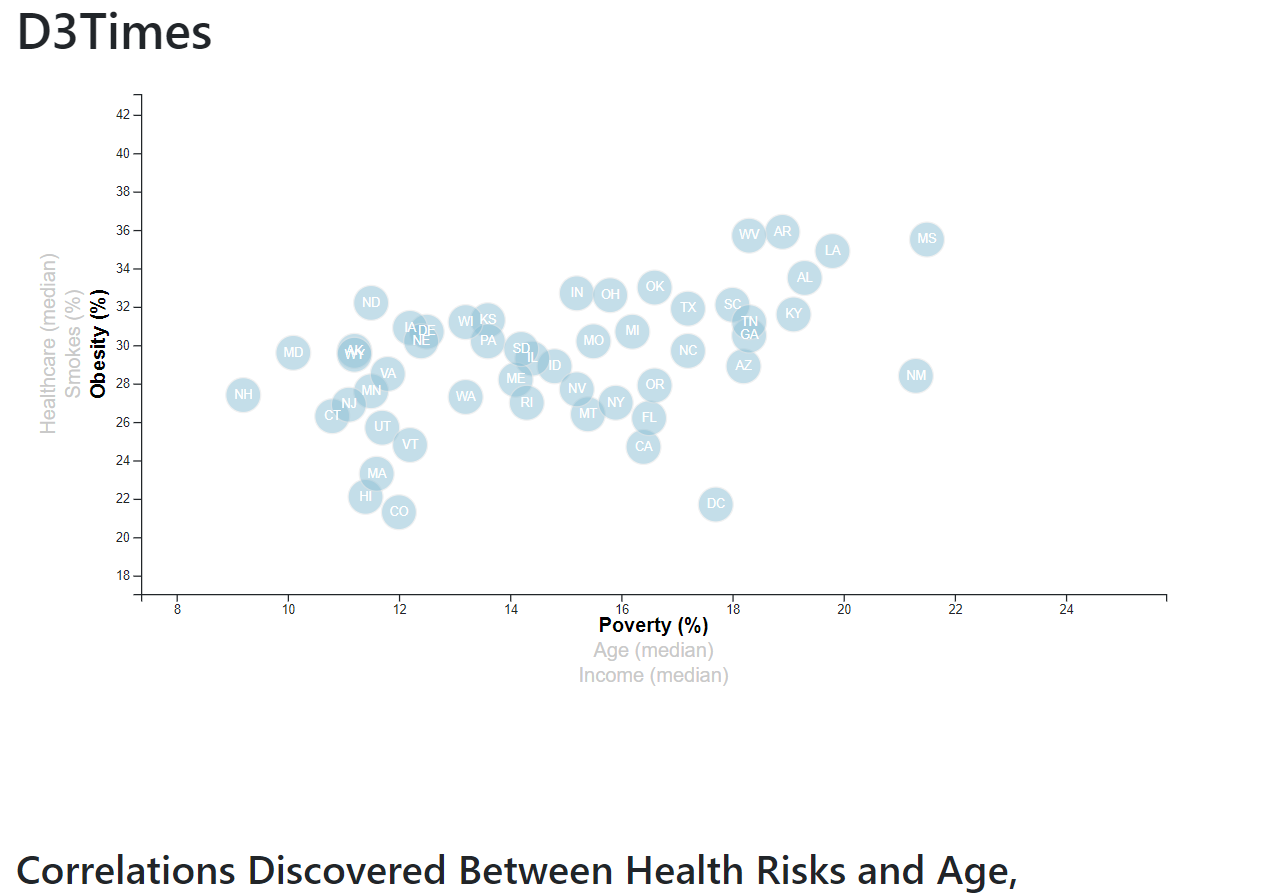 D3Times
42
40
38
36
34
32
30
28
26
24
22
20
18
Healthcare (median)
Smokes (%)
Obesity (%)
WV AR
MS
LA
AL
OK
IN OH
ND
SC
TX
KY
WI KS
TN
IA DE
MI
GA
NE
PA
MO
SD
NC
MD
AK
WY
IL
ID
AZ
VA
NM
ME
OR
MN
NV
NH
WA
NJ
RI
NY
CT
MT
FL
UT
VT
CA
MA
HI
DC
CO
8 10 12 14 16 18 20 22 24
Poverty (%)
Age (median)
Income (median)
Correlations Discovered Between Health Risks and Age,